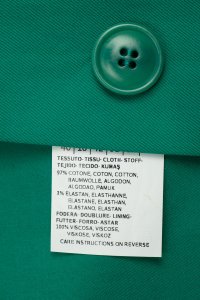 TESSUTO-TISSU-CLOTH-STOFF-
TEJIDO-TECIDO-KUMAŞ
97% COTONE, COTON, COTTON,
BAUMWOLLE, ALGODON,
ALGODAO, PAMUK
3% ELASTAN, ELASTHANNE,
ELASTANE, ELASTHAN,
ELASTANO, ELASTAN
FODERA-DOUBLURE-LINING-
FUTTER-FORRO-ASTAR
100% VISCOSA, VISCOSE,
VISKOSE, VISKOZ
CARE INSTRUCTIONS ON REVERSE